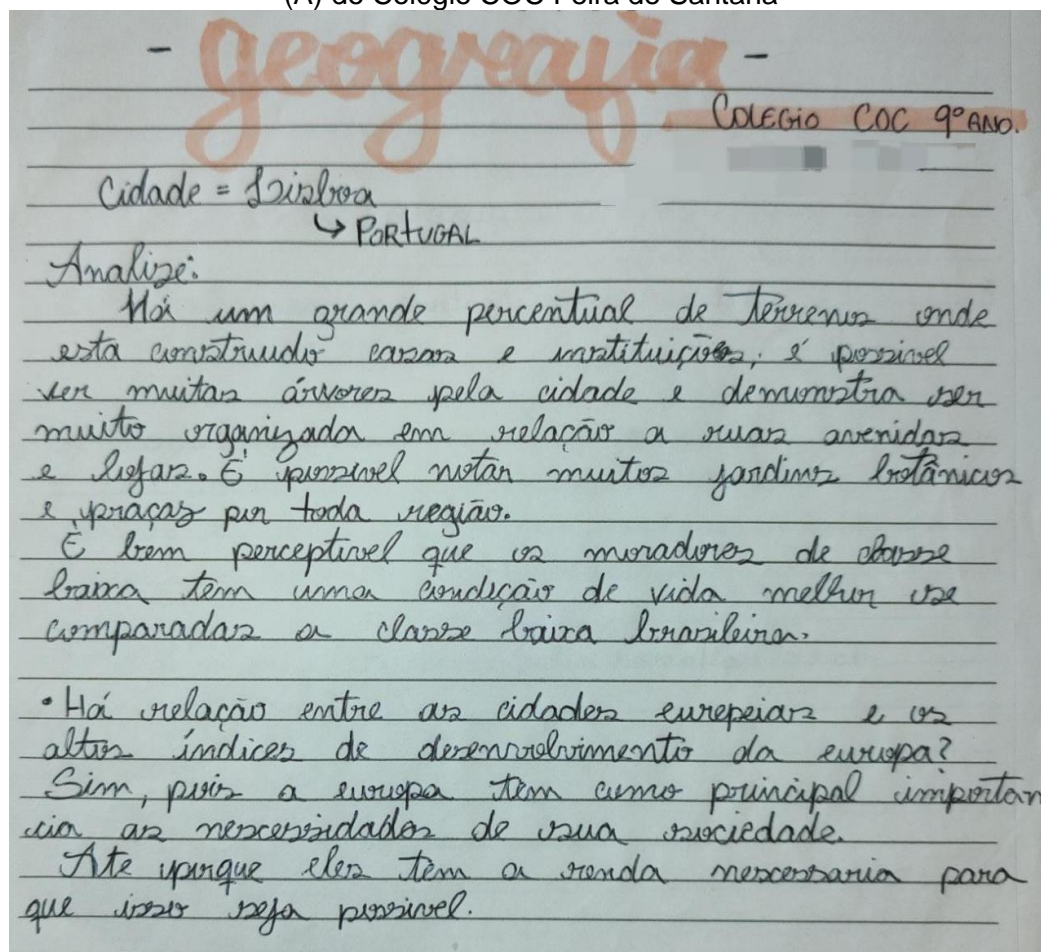 (A) do Colégio COC Feira de Santana
- geografia -
COLEGIO COC 9º ANO.
Cidade = Lisboa
↳ PORTUGAL
Analize:
Há um grande percentual de terrenos onde
esta construudo casas e instituições, é possivel
ver muitas árvores pela cidade e demonstra ser
muito organizada em relação a ruas avenidas
e lojas. É possivel notar muitos jardins botânicos
e praças por toda região.
É bem perceptivel que os moradores de classe
baixa tem uma condição de vida melhor se
comparadas a classe baixa brasileira.
• Há relação entre as cidades eurepeias e os
altos índices de desenvolvimento da europa?
Sim, pois a europa tem como principal importan
cia as nescessidades de sua sociedade.
Ate porque eles tem a renda nescessaria para
que isso seja possivel.